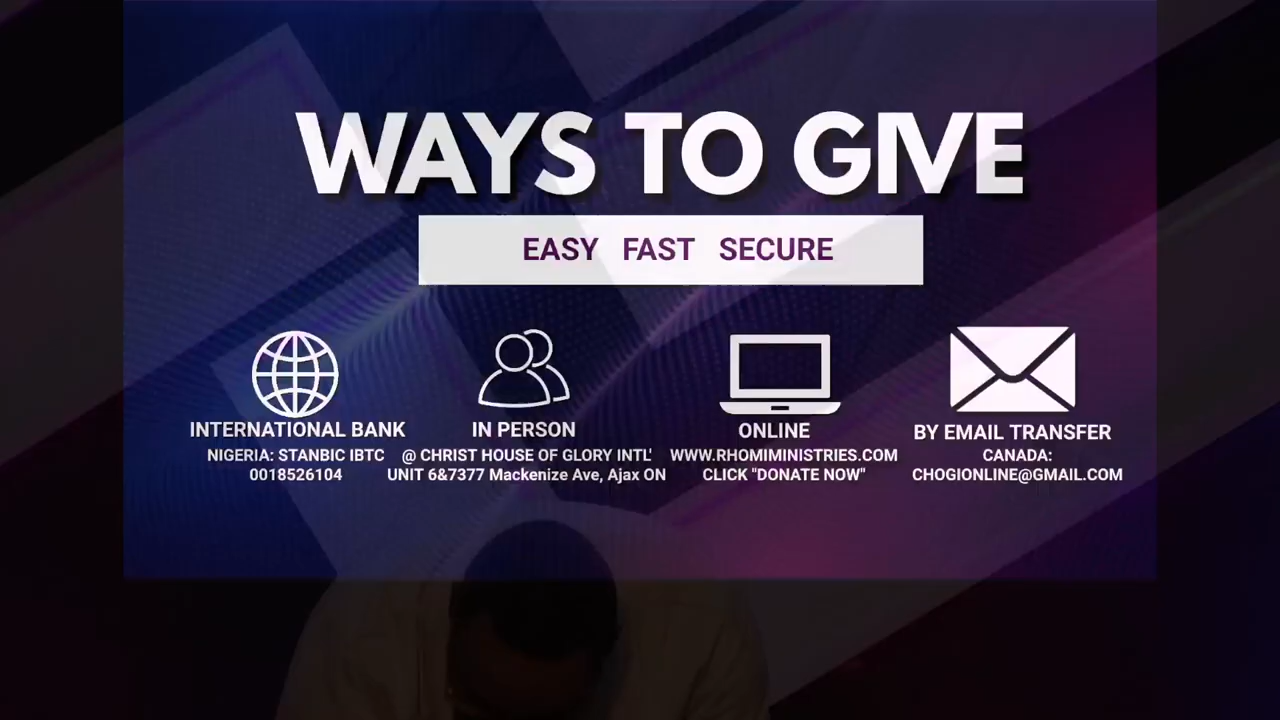 WAYS TO GIVE
EASY FAST SECURE
INTERNATIONAL BANK
NIGERIA: STANBIC IBTC
0018526104
IN PERSON
@ CHRIST HOUSE OF GLORY INTL'
UNIT 6&7377 Mackenize Ave, Ajax ON
ONLINE
WWW.RHOMIMINISTRIES.COM
CLICK "DONATE NOW"
BY EMAIL TRANSFER
CANADA:
CHOGIONLINE@GMAIL.COM